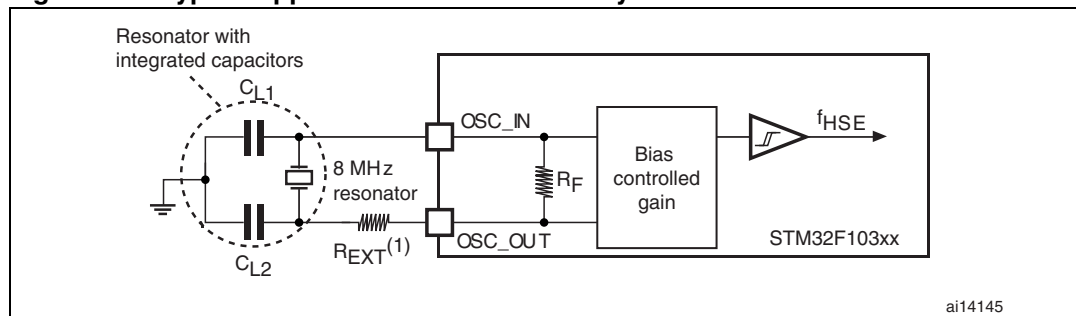 Resonator with
integrated capacitors
CL1
OSC_IN
fHSE
8 MHz
resonator
RF
Bias
controlled
gain
OSC_OUT
REXT(1)
STM32F103xx
CL2
ai14145